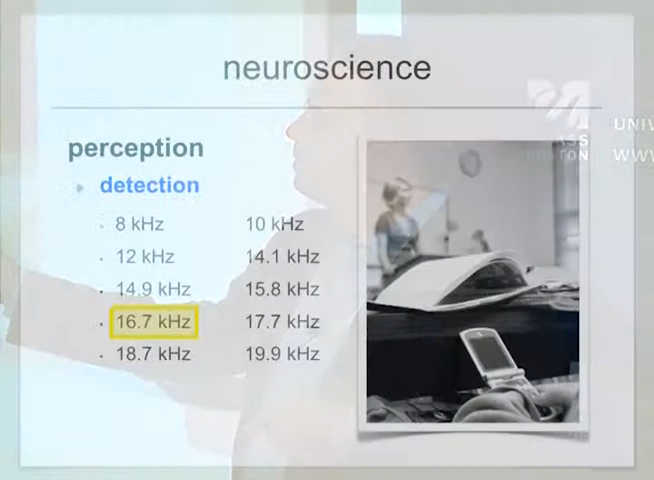 neuroscience
perception
detection
8 kHz 10 kHz
12 kHz 14.1 kHz
14.9 kHz 15.8 kHz
16.7 kHz 17.7 kHz
18.7 kHz 19.9 kHz
UNIV
WWW